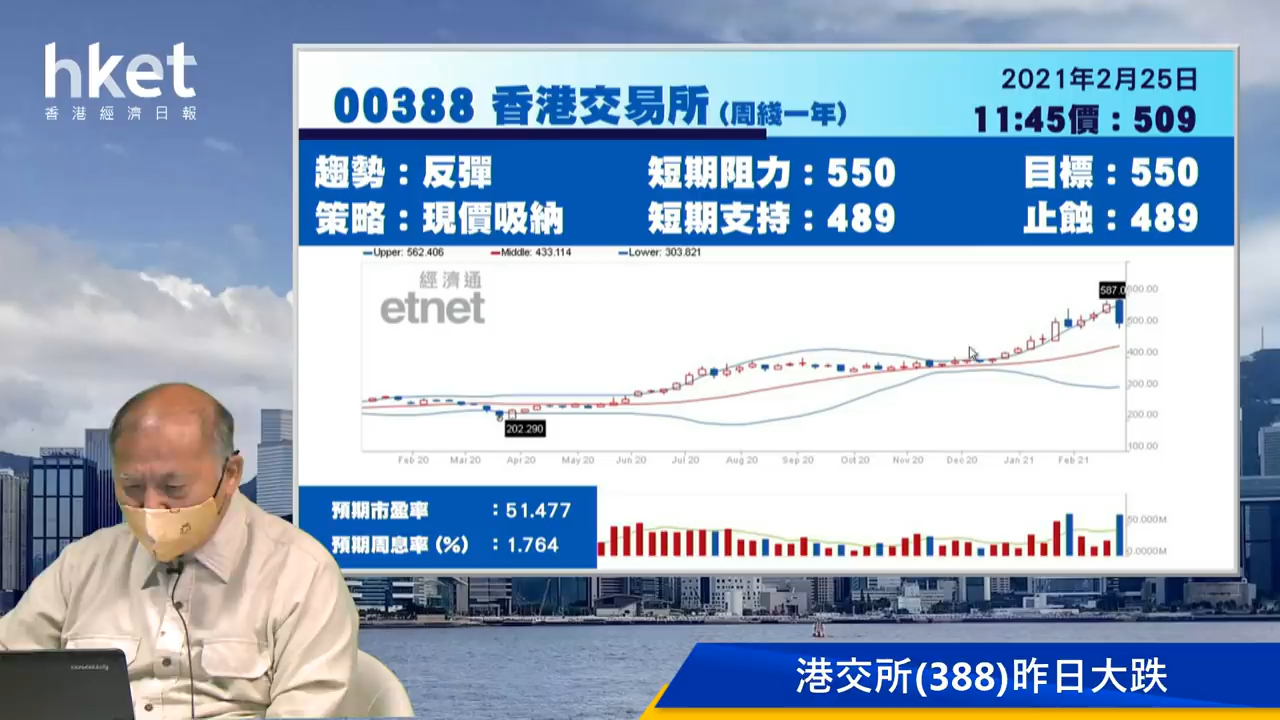 hket
香港經濟日報
00388 香港交易所 (周綫一年)
2021年2月25日
11:45價：509
趨勢：反彈
短期阻力：550
目標：550
策略：現價吸納
短期支持：489
止蝕：489
Upper: 562.406
Middle: 433.114
Lower: 303.821
經濟通
etnet
587.0
600.00
500.00
400.00
300.00
200.00
100.00
202.290
Feb 20
Mar 20
Apr 20
May 20
Jun 20
Jul 20
Aug 20
Sep 20
Oct 20
Nov 20
Dec 20
Jan 21
Feb 21
預期市盈率 ：51.477
預期周息率 (%) ：1.764
50.000M
0.0000M
港交所(388)昨日大跌